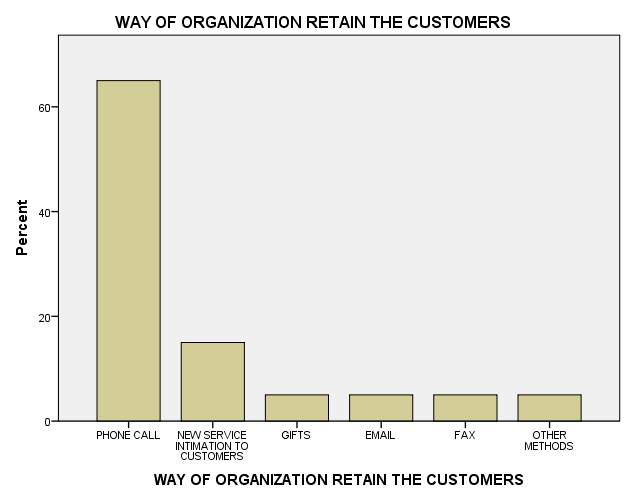 WAY OF ORGANIZATION RETAIN THE CUSTOMERS
Percent
60
40
20
0
PHONE CALL
NEW SERVICE
INTIMATION TO
CUSTOMERS
GIFTS
EMAIL
FAX
OTHER
METHODS
WAY OF ORGANIZATION RETAIN THE CUSTOMERS